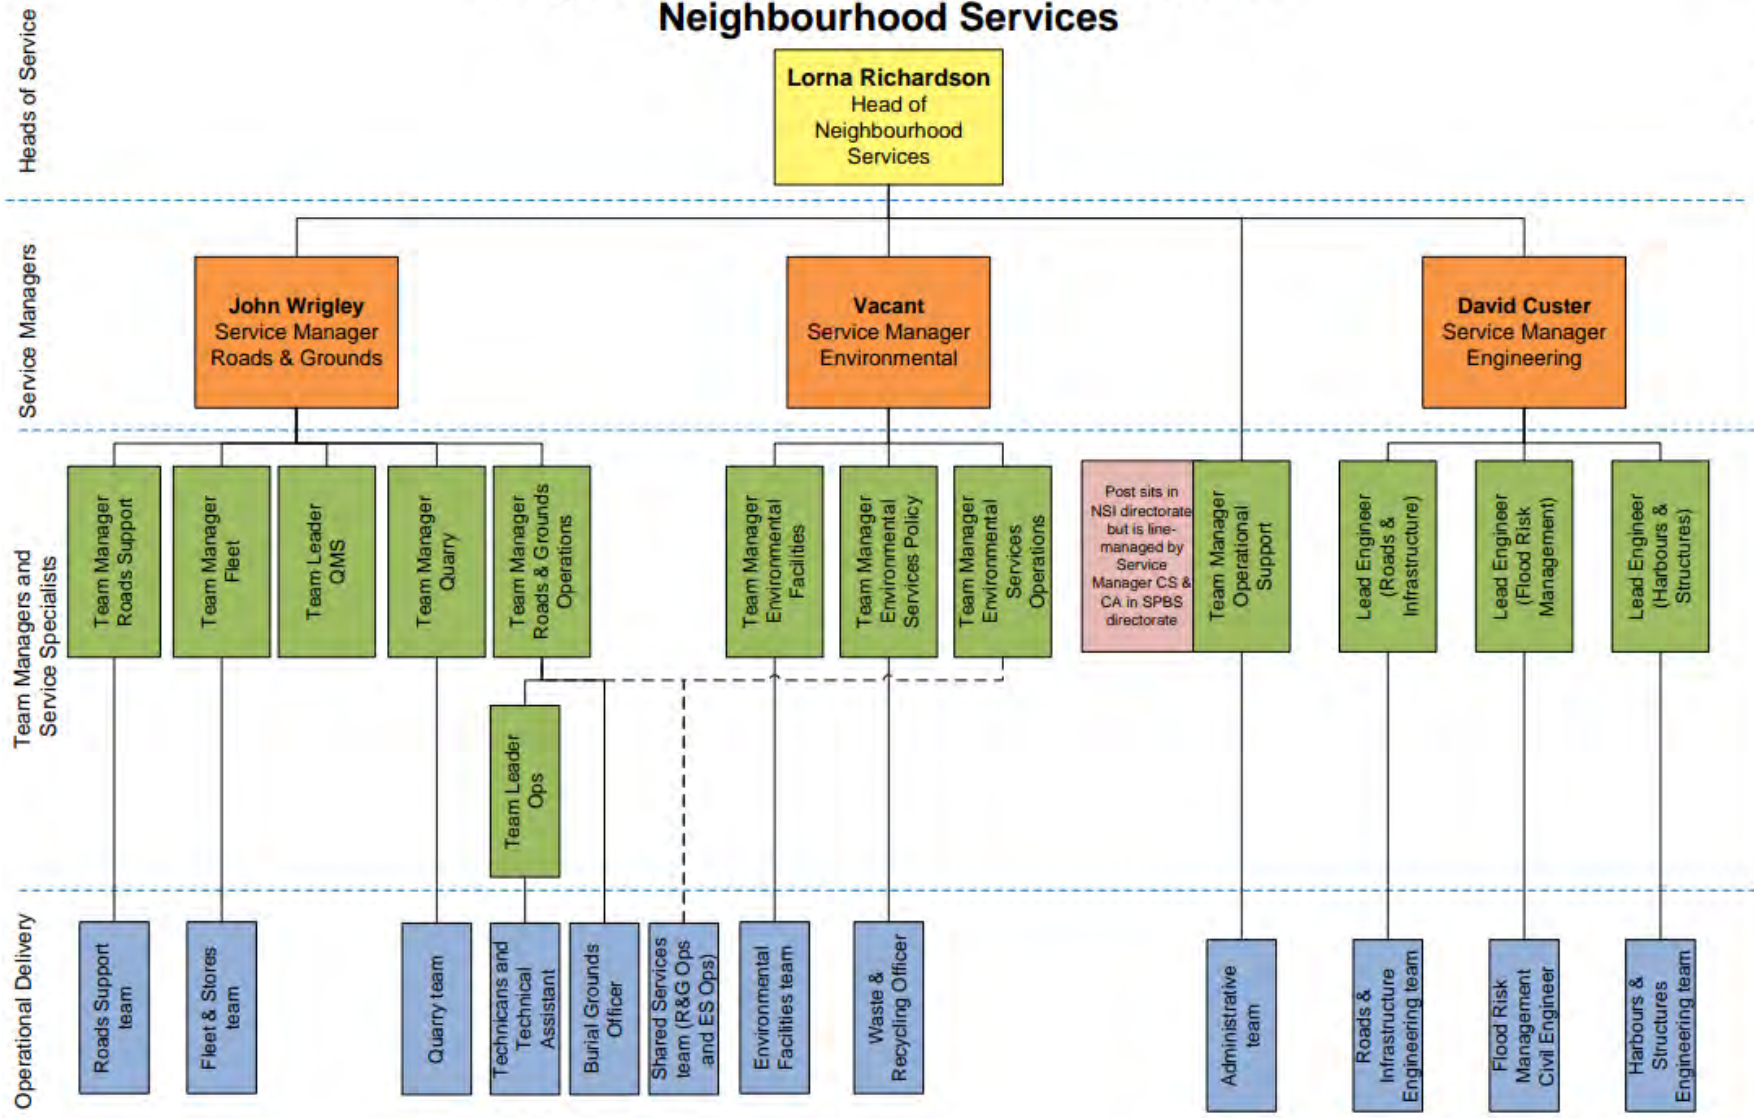 Neighbourhood Services
Heads of Service
Lorna Richardson
Head of
Neighbourhood
Services
Service Managers
John Wrigley
Service Manager
Roads & Grounds
Vacant
Service Manager
Environmental
David Custer
Service Manager
Engineering
Team Managers and
Service Specialists
Team Manager
Roads Support
Team Manager
Fleet
Team Leader
QMS
Team Manager
Quarry
Team Manager
Roads & Grounds
Operations
Team Manager
Environmental
Facilities
Team Manager
Environmental
Services Policy
Team Manager
Environmental
Services
Operations
Post sits in
NSI directorate
but is line-
managed by
Service
Manager CS &
CA in SPBS
directorate
Team Manager
Operational
Support
Lead Engineer
(Roads &
Infrastructure)
Lead Engineer
(Flood Risk
Management)
Lead Engineer
(Harbours &
Structures)
Team Leader
Ops
Operational Delivery
Roads Support
team
Fleet & Stores
team
Quarry team
Technicans and
Technical
Assistant
Burial Grounds
Officer
Shared Services
team (R&G Ops
and ES Ops)
Environmental
Facilities team
Waste &
Recycling Officer
Administrative
team
Roads &
Infrastructure
Engineering team
Flood Risk
Management
Civil Engineer
Harbours &
Structures
Engineering team